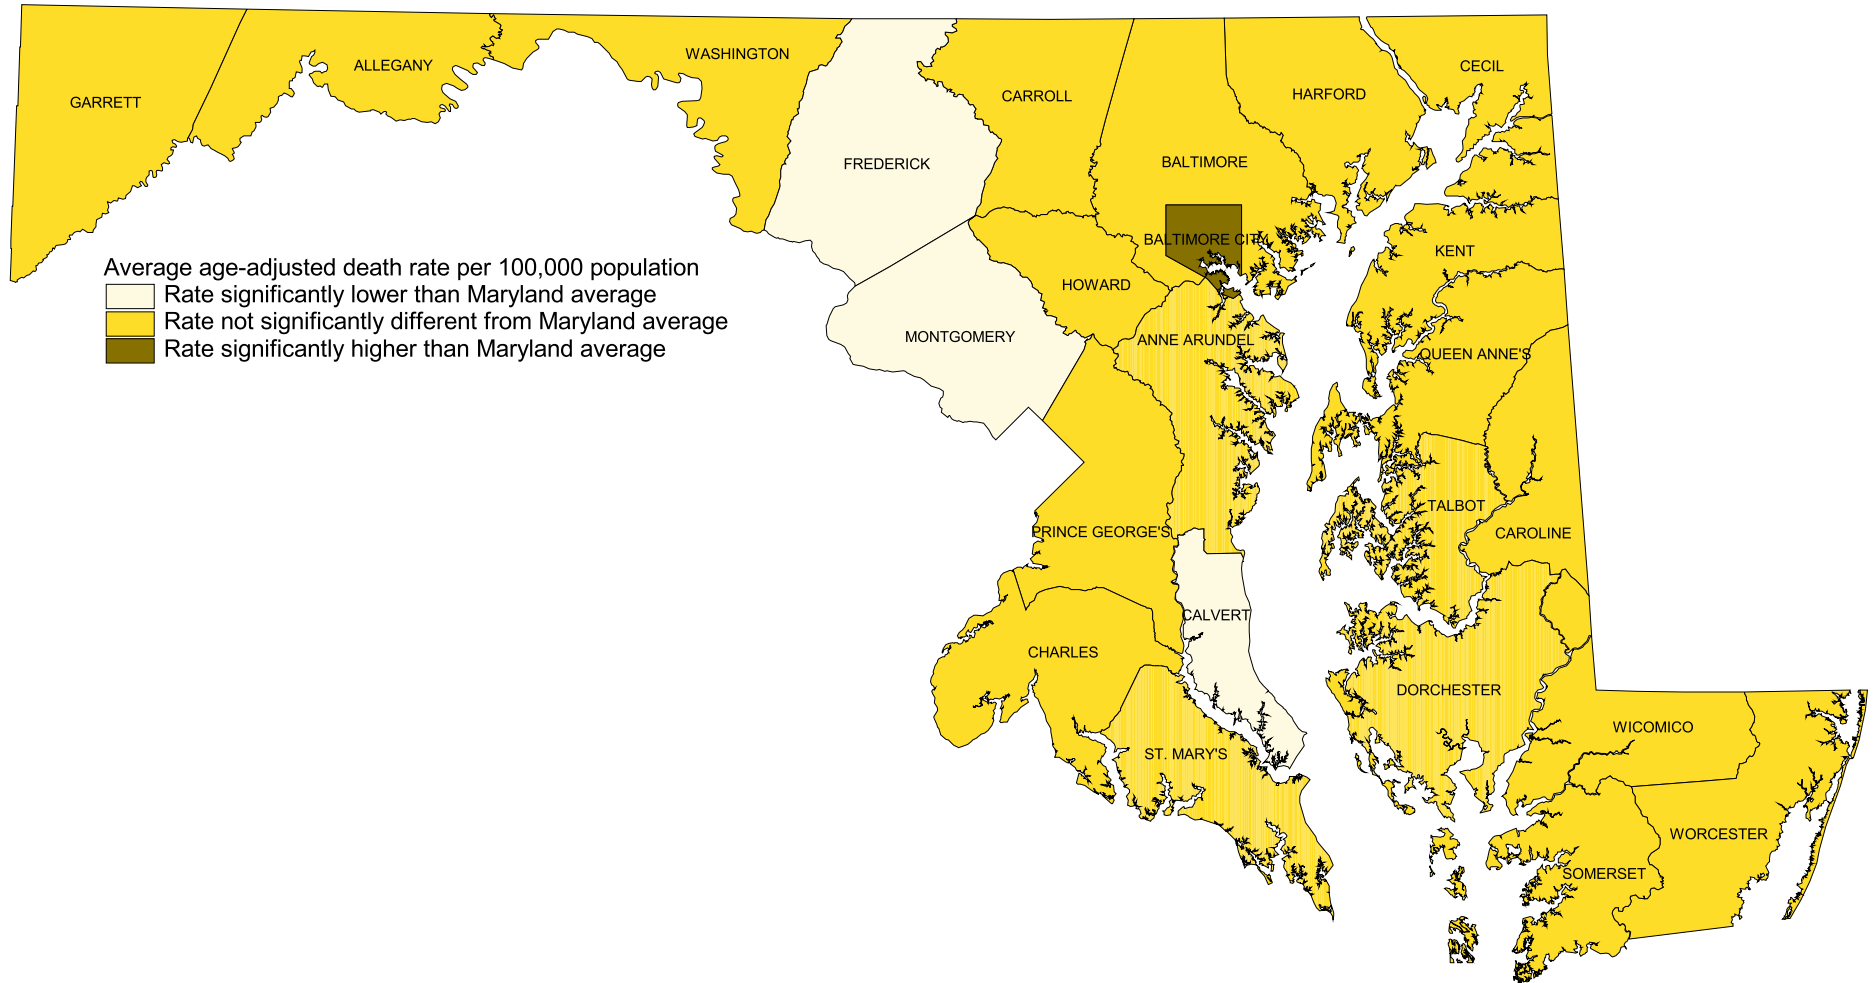 WASHINGTON
ALLEGANY
CECIL
GARRETT
CARROLL
HARFORD
FREDERICK
BALTIMORE
BALTIMORE CITY
KENT
Average age-adjusted death rate per 100,000 population
Rate significantly lower than Maryland average
Rate not significantly different from Maryland average
Rate significantly higher than Maryland average
HOWARD
MONTGOMERY
ANNE ARUNDEL
QUEEN ANNE'S
TALBOT
PRINCE GEORGE'S
CAROLINE
CALVERT
CHARLES
DORCHESTER
WICOMICO
ST. MARY'S
WORCESTER
SOMERSET